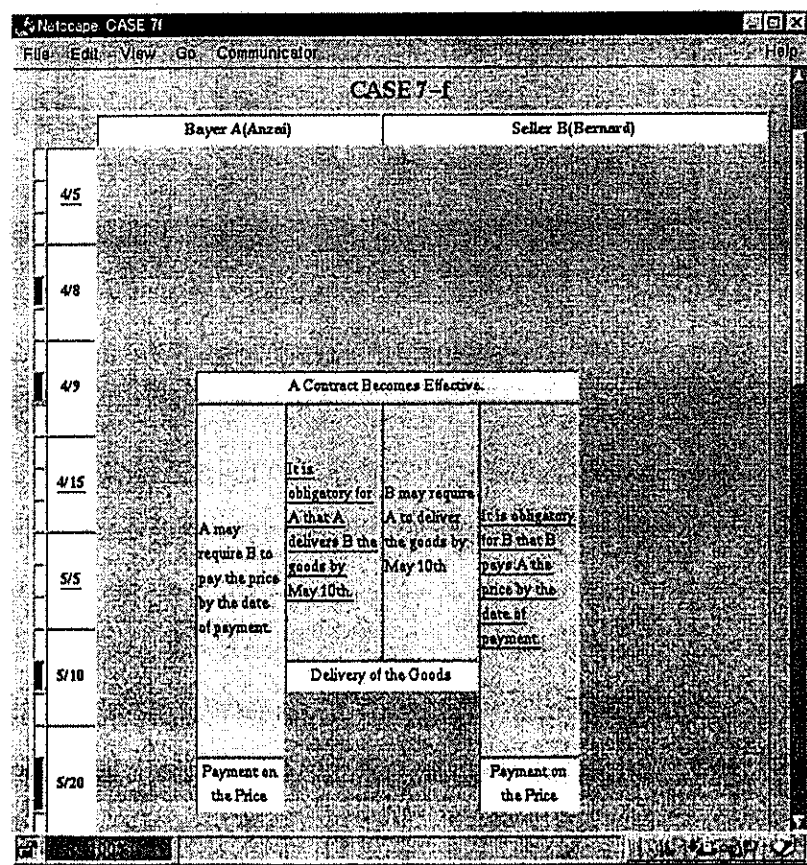 Netscape: CASE 7f
File Edit View Go Communicator Help
CASE 7-f
Bayer A(Anzai)
Seller B(Bernard)
4/5
4/8
4/9
4/15
5/5
5/10
5/20
A Contract Becomes Effective.
A may
require B to
pay the price
by the date
of payment.
It is
obligatory for
A that A
delivers B the
goods by
May 10th.
B may require
A to deliver
the goods by
May 10th
It is obligatory
for B that B
pays A the
price by the
date of
payment.
Delivery of the Goods
Payment on
the Price
Payment on
the Price